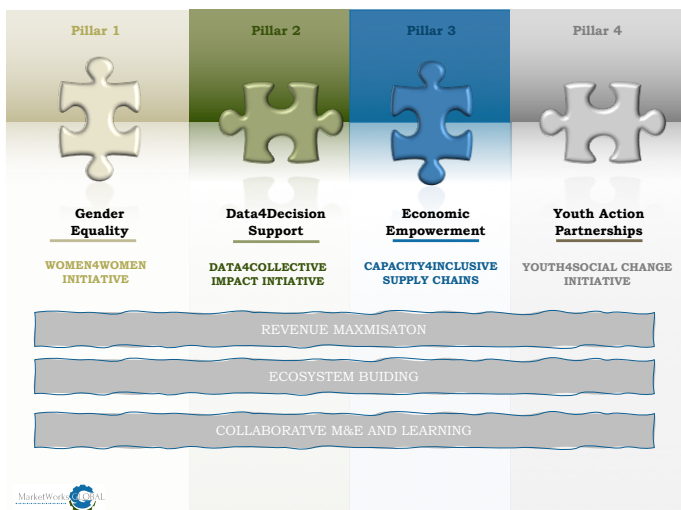 Pillar 1
Pillar 2
Pillar 3
Pillar 4
Gender
Equality
Data4Decision
Support
Economic
Empowerment
Youth Action
Partnerships
WOMEN4WOMEN
INITIATIVE
DATA4COLLECTIVE
IMPACT INTIATIVE
CAPACITY4INCLUSIVE
SUPPLY CHAINS
YOUTH4SOCIAL CHANGE
INITIATIVE
REVENUE MAXMISATON
ECOSYSTEM BUIDING
COLLABORATVE M&E AND LEARNING
MarketWorks GLOBAL